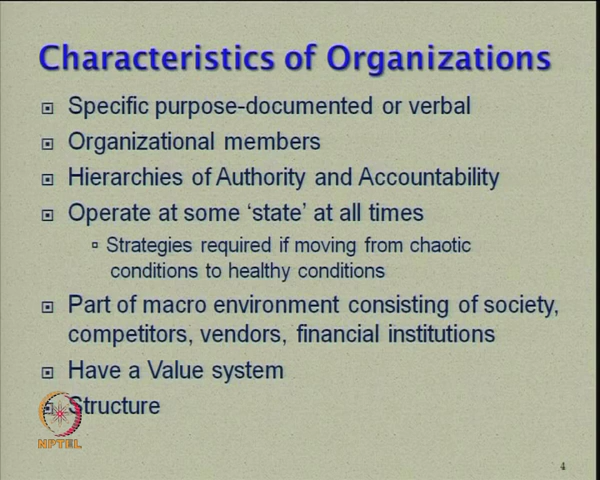 Characteristics of Organizations
Specific purpose-documented or verbal
Organizational members
Hierarchies of Authority and Accountability
Operate at some ‘state’ at all times
Strategies required if moving from chaotic
conditions to healthy conditions
Part of macro environment consisting of society,
competitors, vendors, financial institutions
Have a Value system
Structure
NPTEL
4